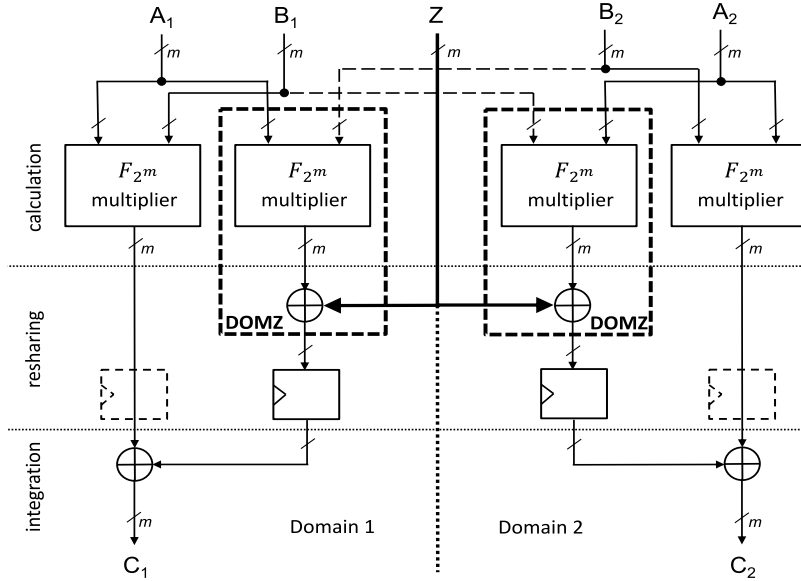 A1 B1 Z B2 A2
m m m m m
calculation
F2m multiplier
F2m multiplier
F2m multiplier
F2m multiplier
m m m m
resharing
DOMZ DOMZ
integration
m m
Domain 1 Domain 2
C1 C2